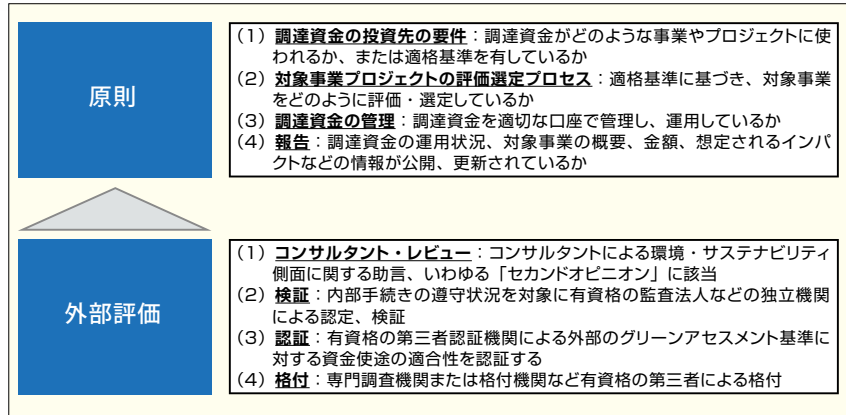 原則
(1) 調達資金の投資先の要件：調達資金がどのような事業やプロジェクトに使
われるか、または適格基準を有しているか
(2) 対象事業プロジェクトの評価選定プロセス：適格基準に基づき、対象事業
をどのように評価・選定しているか
(3) 調達資金の管理：調達資金を適切な口座で管理し、運用しているか
(4) 報告：調達資金の運用状況、対象事業の概要、金額、想定されるインパ
クトなどの情報が公開、更新されているか
外部評価
(1) コンサルタント・レビュー：コンサルタントによる環境・サステナビリティ
側面に関する助言、いわゆる「セカンドオピニオン」に該当
(2) 検証：内部手続きの遵守状況を対象に有資格の監査法人などの独立機関
による認定、検証
(3) 認証：有資格の第三者認証機関による外部のグリーンアセスメント基準に
対する資金使途の適合性を認証する
(4) 格付：専門調査機関または格付機関など有資格の第三者による格付